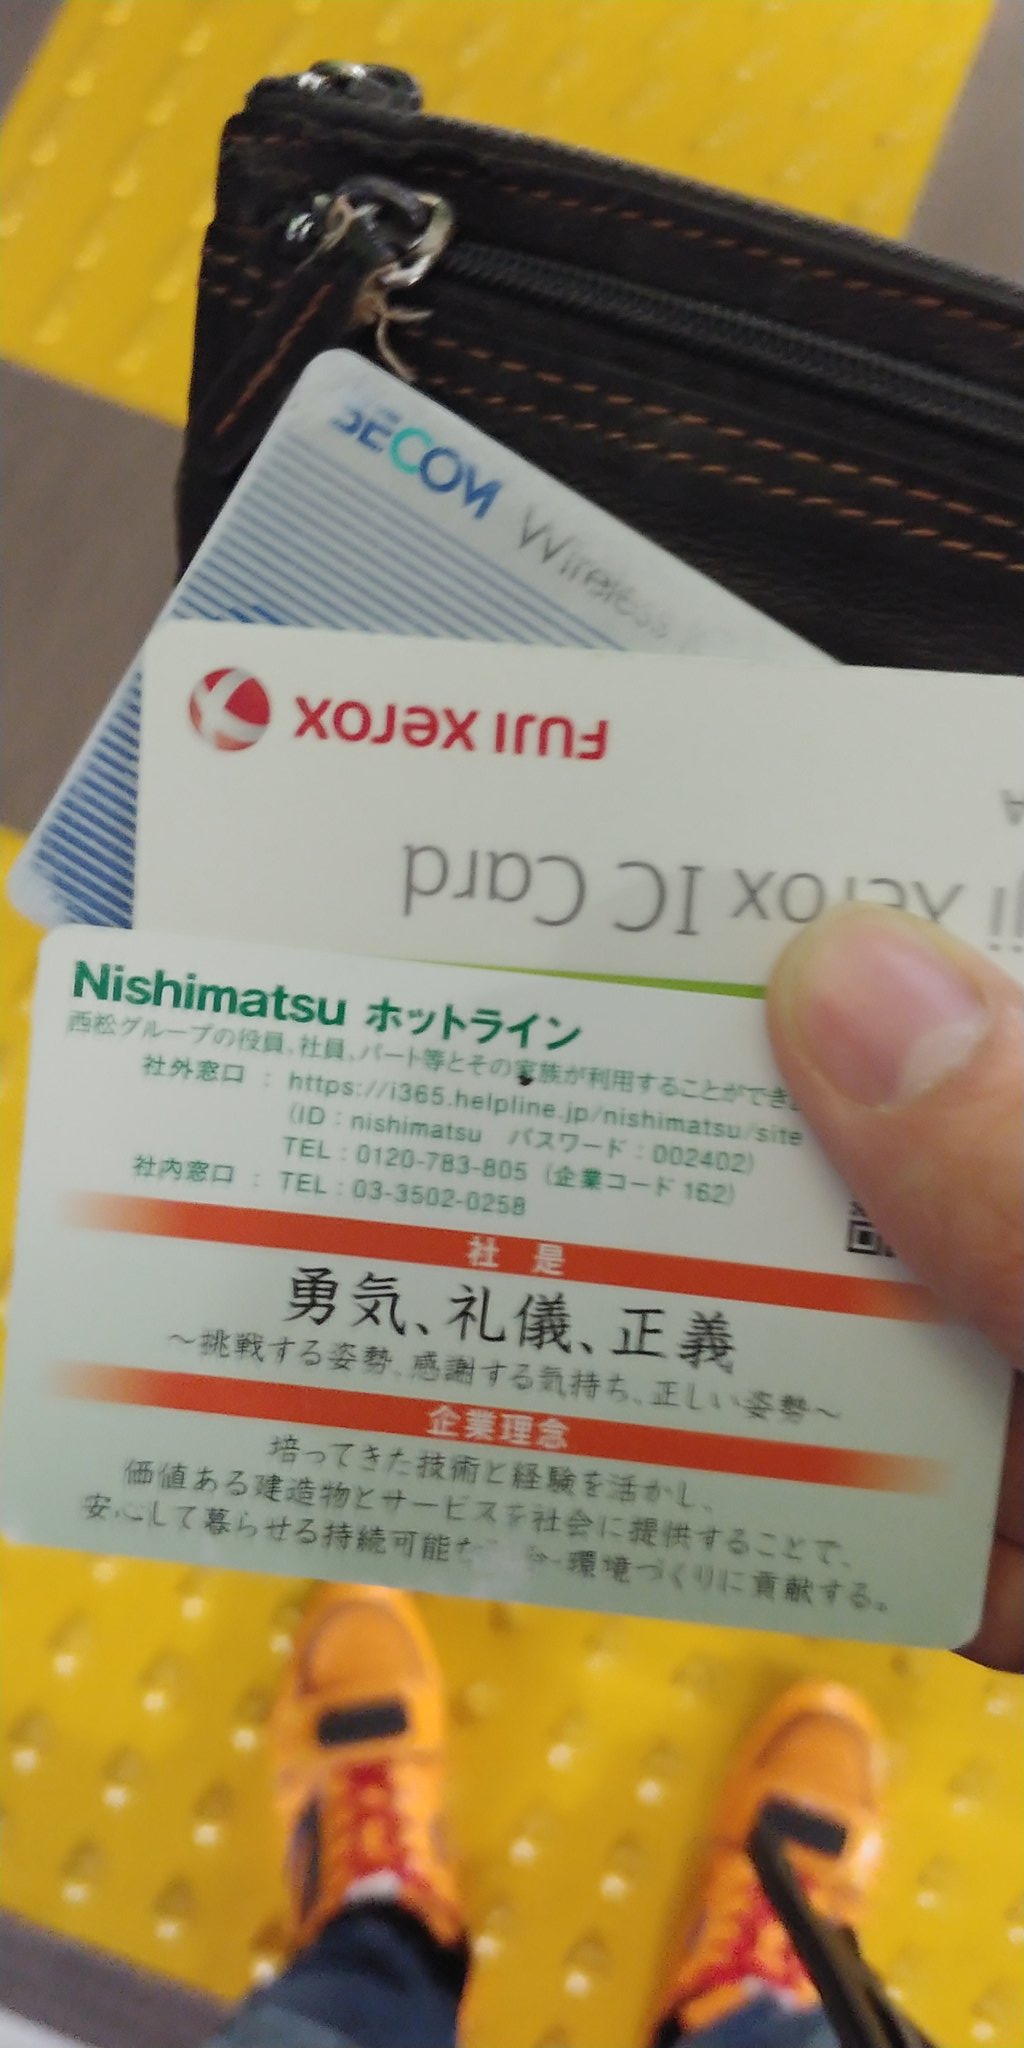 SECOM
Wireless
FUJI XEROX
Xerox IC Card
Nishimatsu ホットライン
西松グループの役員、社員、パート等とその家族が利用することができ
社外窓口 : https://i365.helpline.jp/nishimatsu/site
(ID : nishimatsu パスワード : 002402)
TEL : 0120-783-805 (企業コード 162)
社内窓口 : TEL : 03-3502-0258
社 是
勇気、礼儀、正義
〜挑戦する姿勢、感謝する気持ち、正しい姿勢〜
企業理念
培ってきた技術と経験を活かし、
価値ある建造物とサービスを社会に提供することで、
安心して暮らせる持続可能な 環境づくりに貢献する。